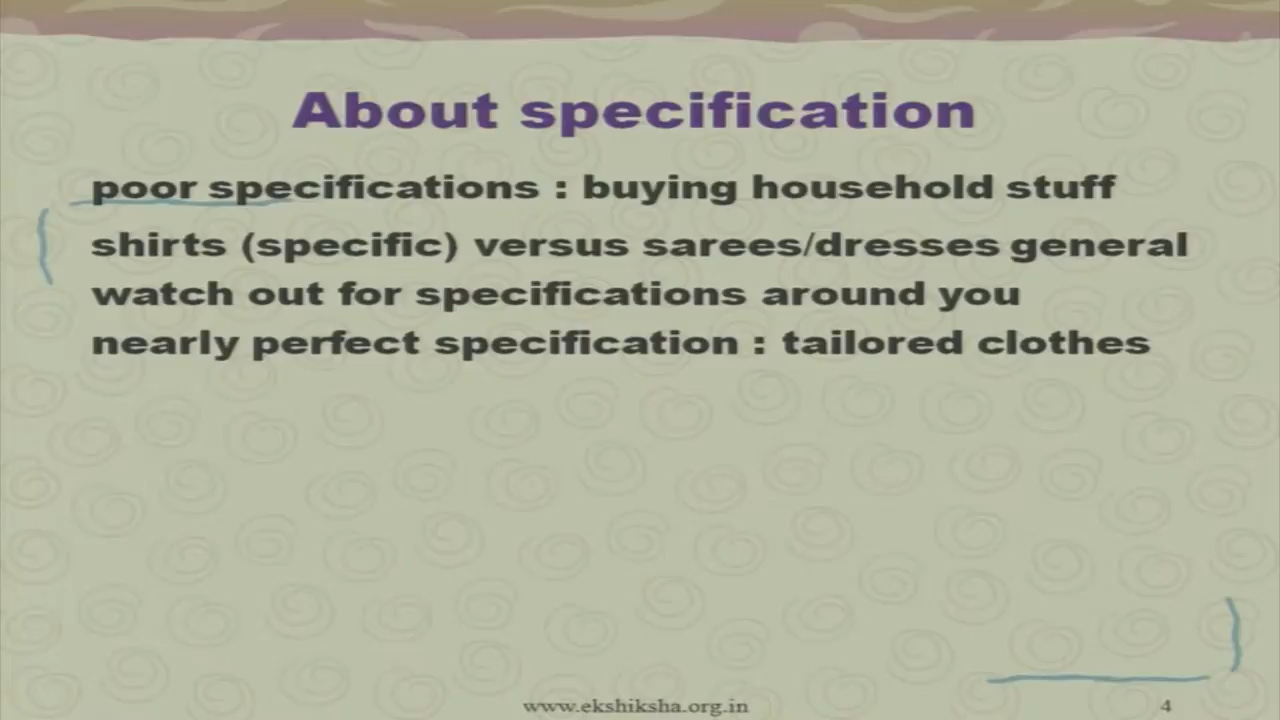 About specification
poor specifications : buying household stuff
shirts (specific) versus sarees/dresses general
watch out for specifications around you
nearly perfect specification : tailored clothes
www.ekshiksha.org.in
4